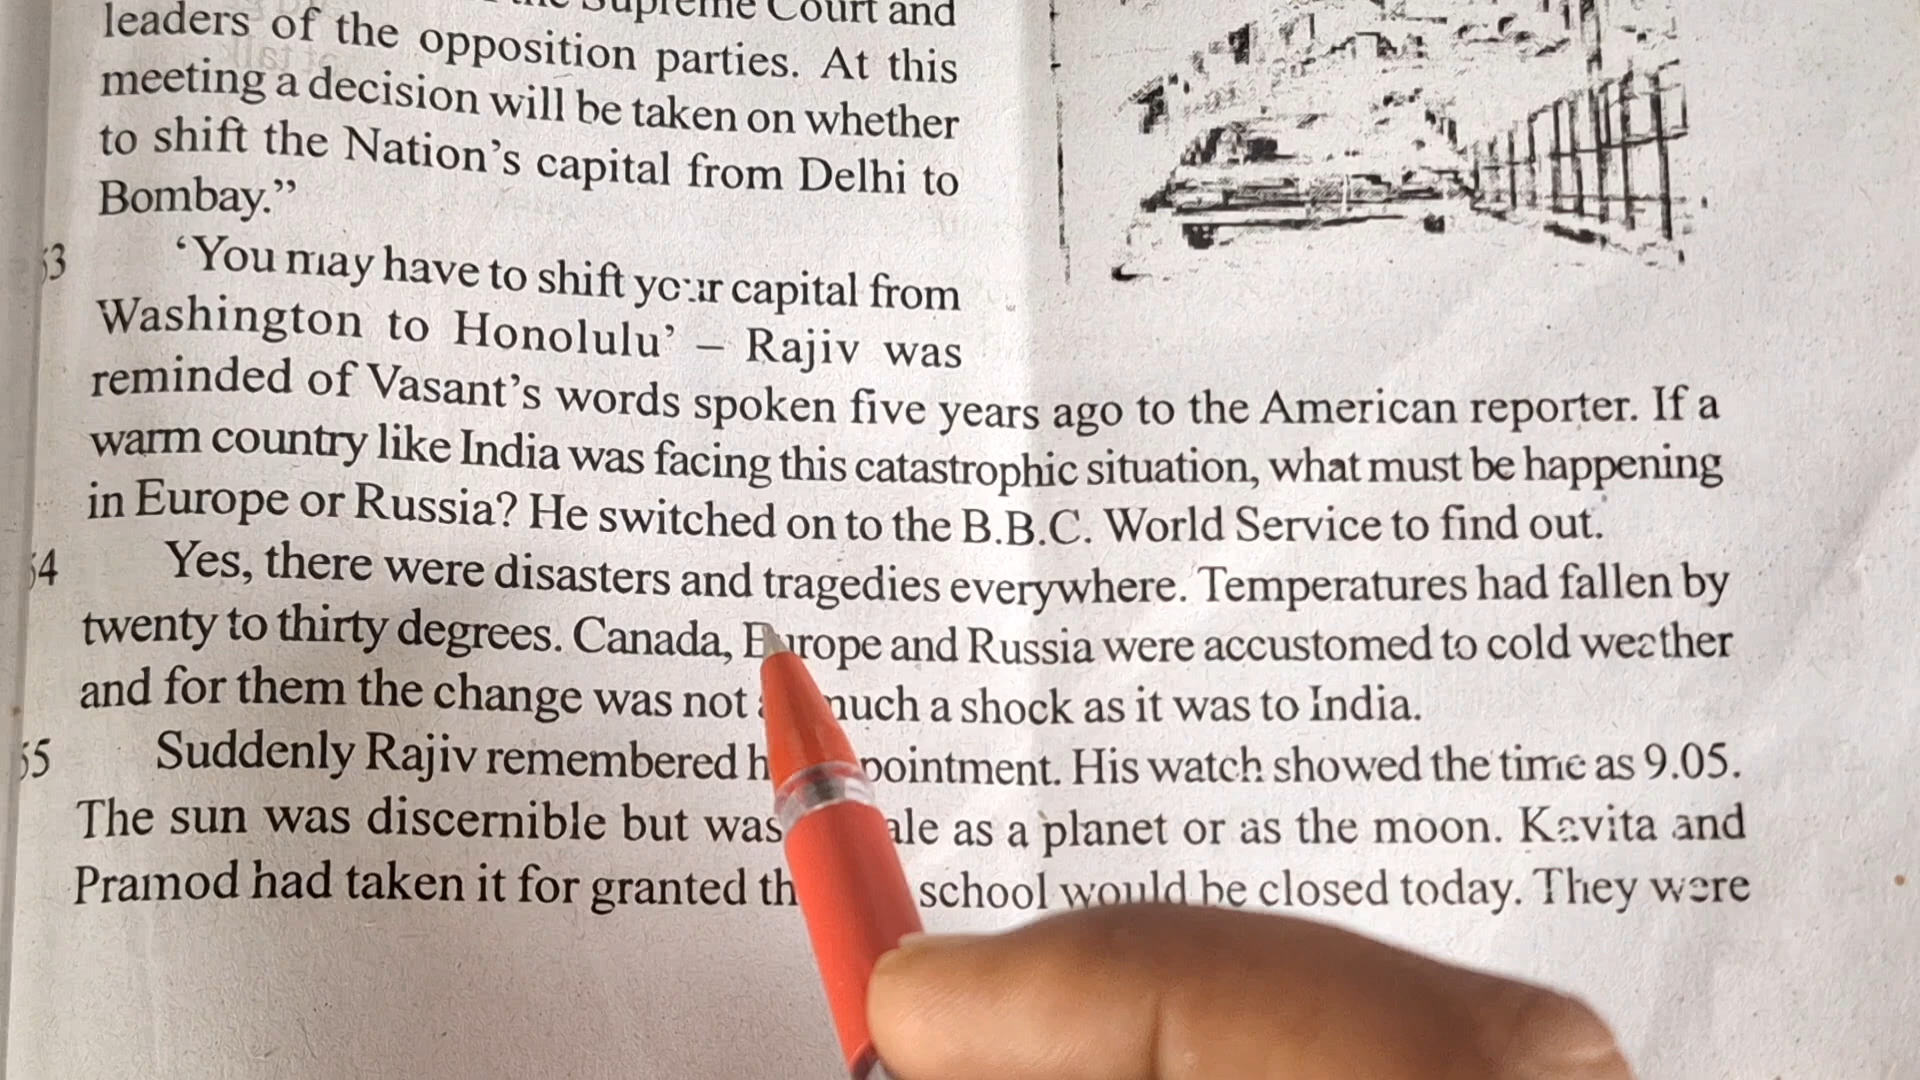 the Supreme Court and
leaders of the opposition parties. At this
meeting a decision will be taken on whether
to shift the Nation’s capital from Delhi to
Bombay.”
‘You may have to shift your capital from
Washington to Honolulu’ – Rajiv was
reminded of Vasant’s words spoken five years ago to the American reporter. If a
warm country like India was facing this catastrophic situation, what must be happening
in Europe or Russia? He switched on to the B.B.C. World Service to find out.
Yes, there were disasters and tragedies everywhere. Temperatures had fallen by
twenty to thirty degrees. Canada, Europe and Russia were accustomed to cold weather
and for them the change was not much a shock as it was to India.
Suddenly Rajiv remembered pointment. His watch showed the time as 9.05.
The sun was discernible but was as a planet or as the moon. Kavita and
Pramod had taken it for granted school would be closed today. They were